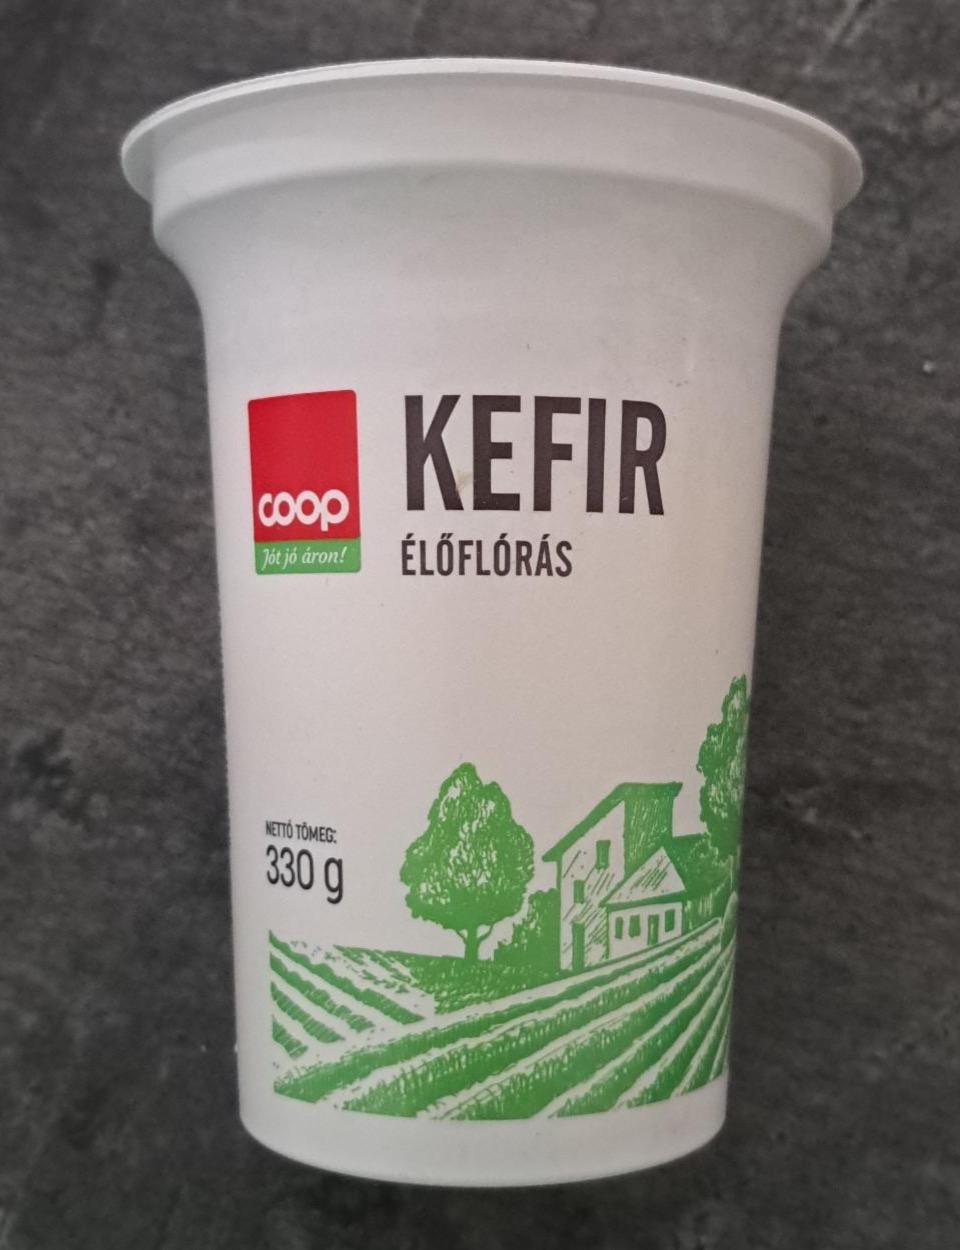 coop
Jót jó áron!
KEFIR
ÉLŐFLÓRÁS
NETTÓ TÖMEG:
330 g